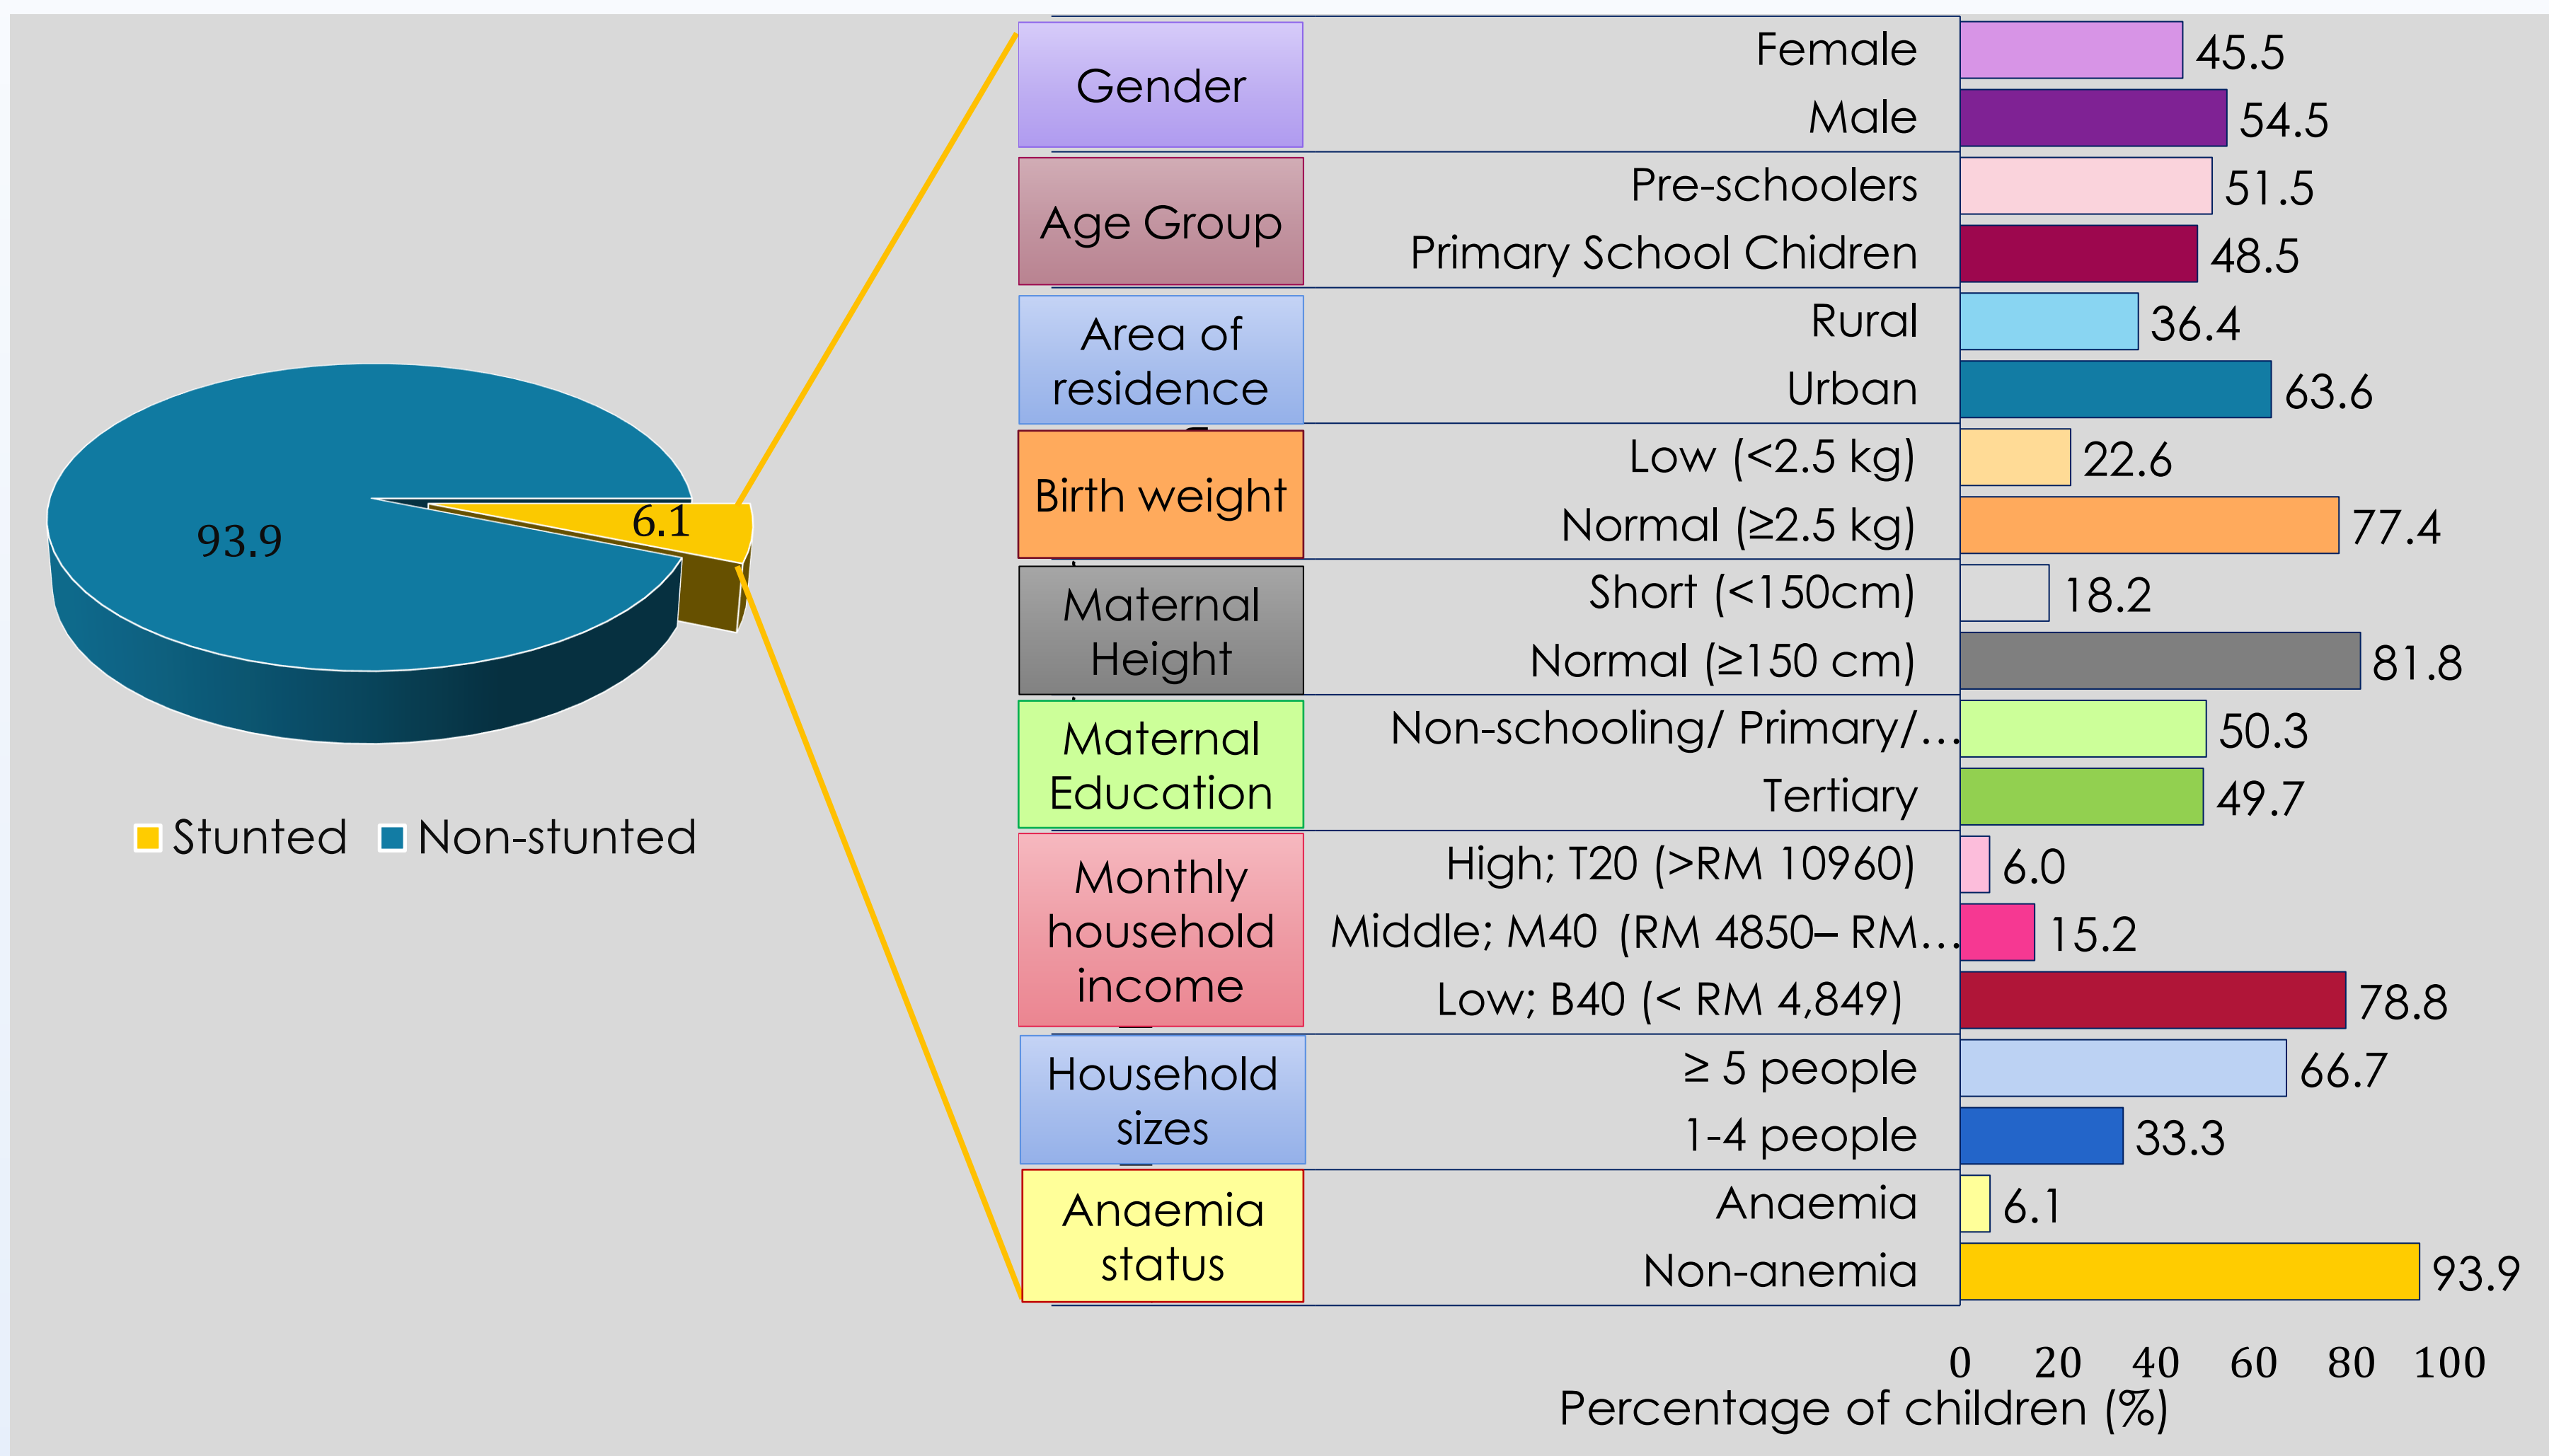 93.9
6.1
Stunted
Non-stunted
Gender
Female
45.5
Male
54.5
Age Group
Pre-schoolers
51.5
Primary School Chidren
48.5
Area of
residence
Rural
36.4
Urban
63.6
Birth weight
Low (<2.5 kg)
22.6
Normal (≥2.5 kg)
77.4
Maternal
Height
Short (<150cm)
18.2
Normal (≥150 cm)
81.8
Maternal
Education
Non-schooling/ Primary/…
50.3
Tertiary
49.7
Monthly
household
income
High; T20 (>RM 10960)
6.0
Middle; M40 (RM 4850– RM…
15.2
Low; B40 (< RM 4,849)
78.8
Household
sizes
≥ 5 people
66.7
1-4 people
33.3
Anaemia
status
Anaemia
6.1
Non-anemia
93.9
0 20 40 60 80 100
Percentage of children (%)